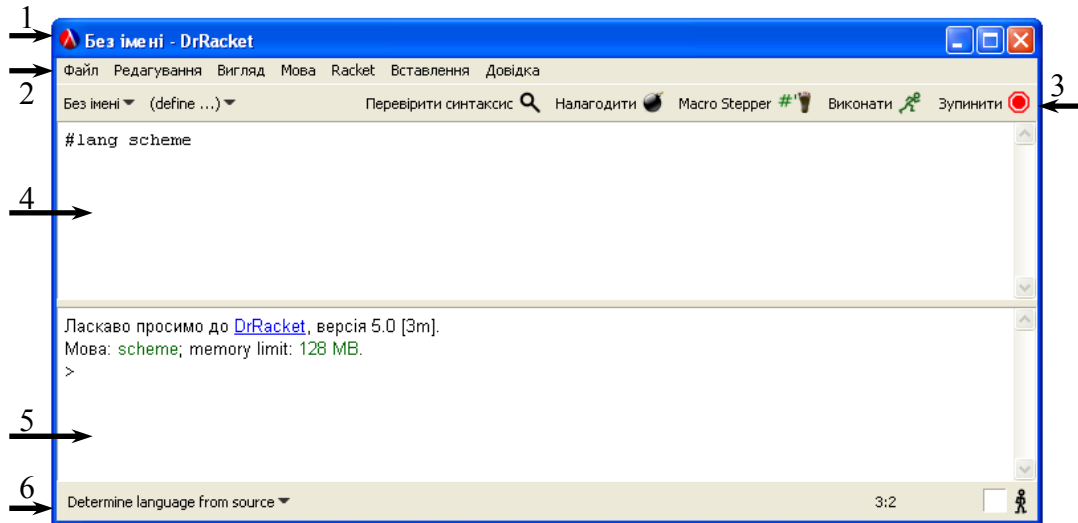 1
Без імені - DrRacket
Файл Редагування Вигляд Мова Racket Вставлення Довідка
2
Без імені (define ...) Перевірити синтаксис Налагодити Macro Stepper #' Виконати Зупинити
3
#lang scheme
4
Ласкаво просимо до DrRacket, версія 5.0 [3m].
Мова: scheme; memory limit: 128 MB.
>
5
6
Determine language from source 3:2